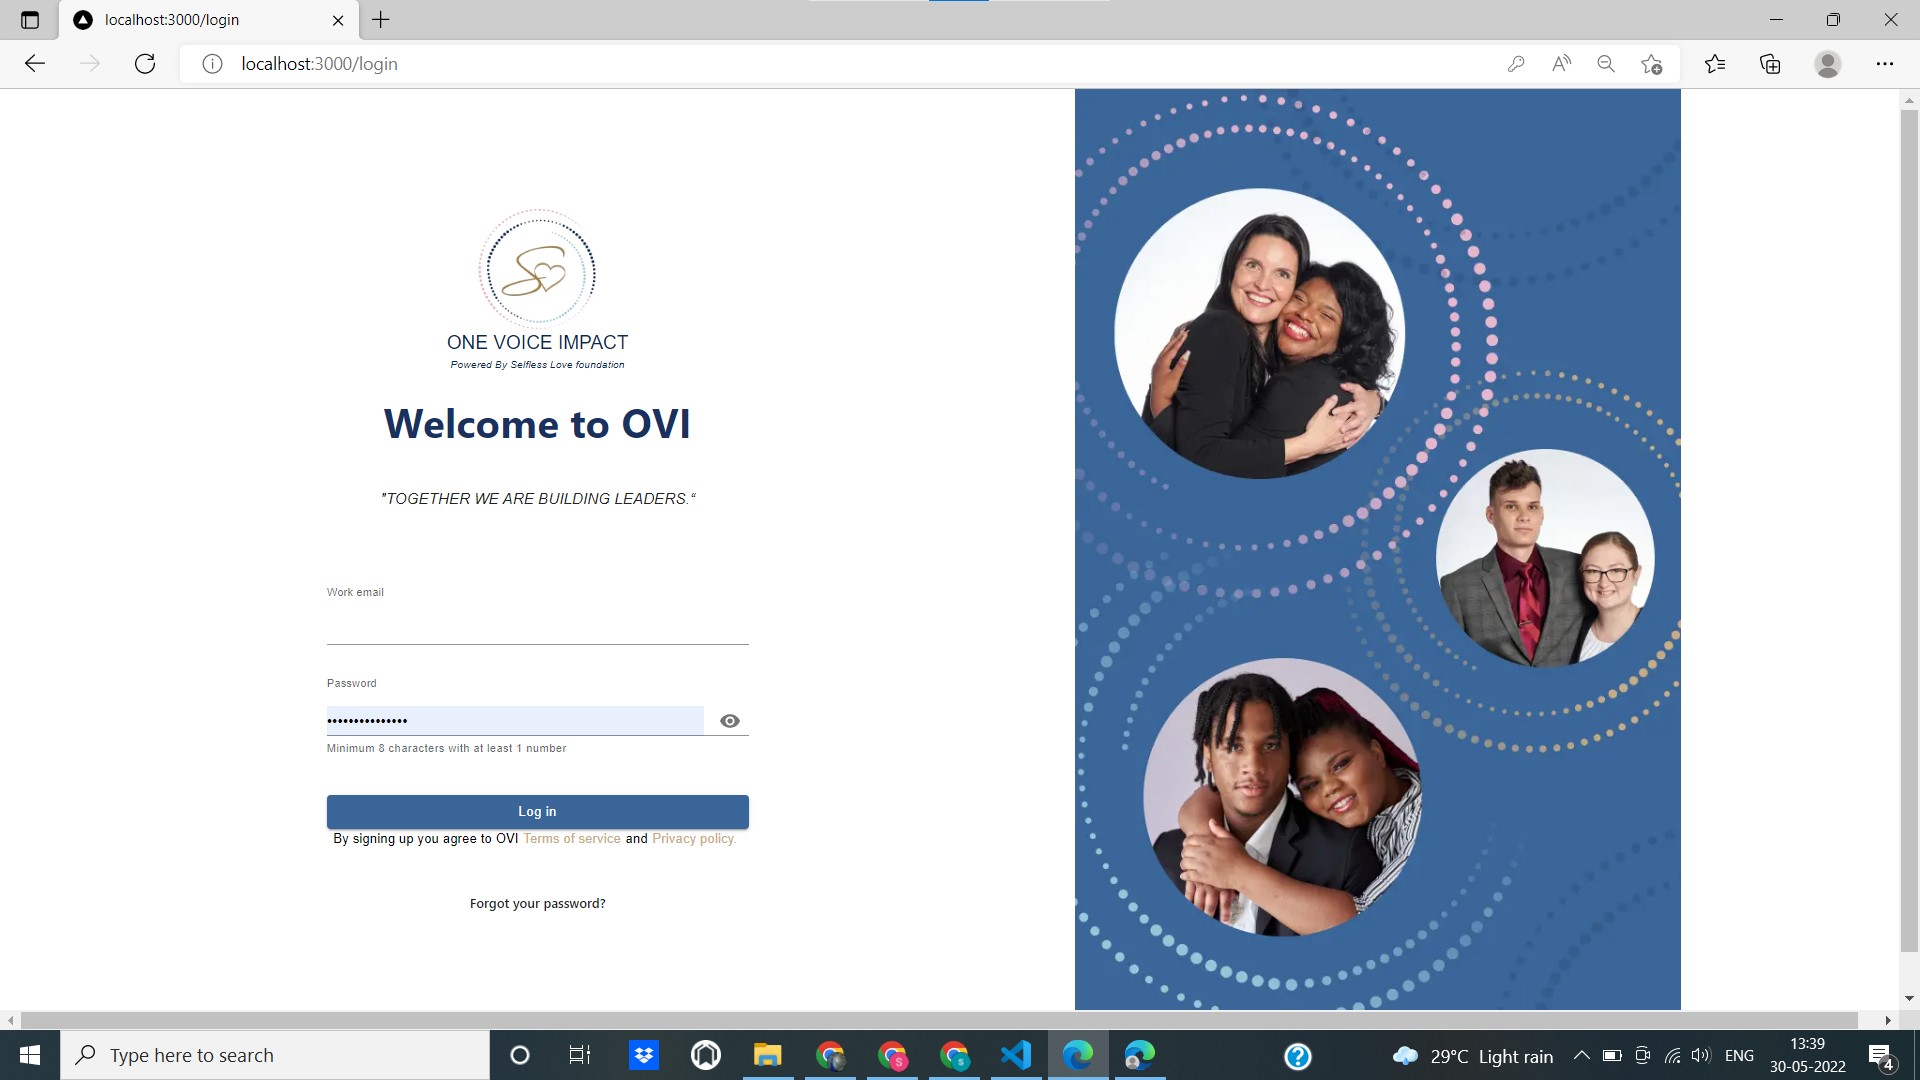 localhost:3000/login
localhost:3000/login
ONE VOICE IMPACT
Powered By Selfless Love foundation
Welcome to OVI
"TOGETHER WE ARE BUILDING LEADERS.“
Work email
Password
•••••••••••••••
Minimum 8 characters with at least 1 number
Log in
By signing up you agree to OVI Terms of service and Privacy policy.
Forgot your password?
Type here to search
29°C Light rain
ENG
13:39
30-05-2022
4